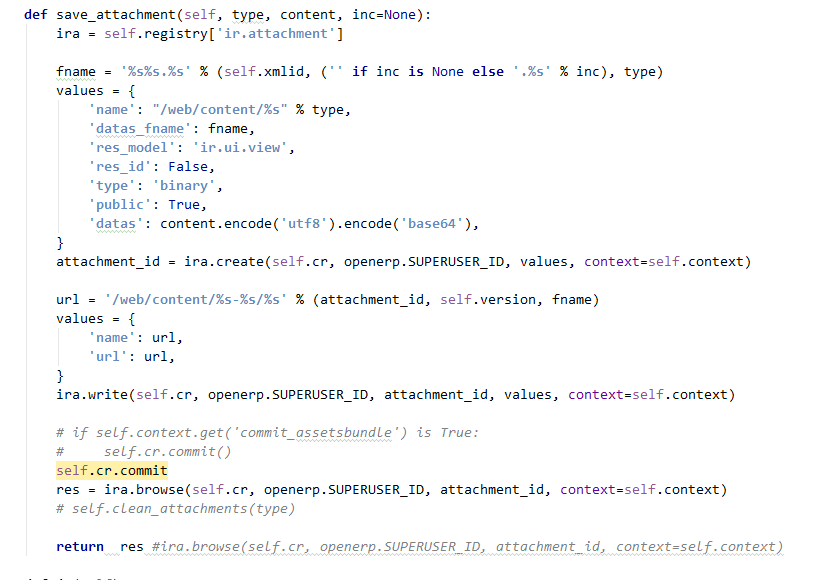 def save_attachment(self, type, content, inc=None):
    ira = self.registry['ir.attachment']

    fname = '%s%s.%s' % (self.xmlid, ('' if inc is None else '.%s' % inc), type)
    values = {
        'name': "/web/content/%s" % type,
        'datas_fname': fname,
        'res_model': 'ir.ui.view',
        'res_id': False,
        'type': 'binary',
        'public': True,
        'datas': content.encode('utf8').encode('base64'),
    }
    attachment_id = ira.create(self.cr, openerp.SUPERUSER_ID, values, context=self.context)

    url = '/web/content/%s-%s/%s' % (attachment_id, self.version, fname)
    values = {
        'name': url,
        'url': url,
    }
    ira.write(self.cr, openerp.SUPERUSER_ID, attachment_id, values, context=self.context)

    # if self.context.get('commit_assetsbundle') is True:
    #     self.cr.commit()
    self.cr.commit
    res = ira.browse(self.cr, openerp.SUPERUSER_ID, attachment_id, context=self.context)
    # self.clean_attachments(type)

    return  res #ira.browse(self.cr, openerp.SUPERUSER_ID, attachment_id, context=self.context)